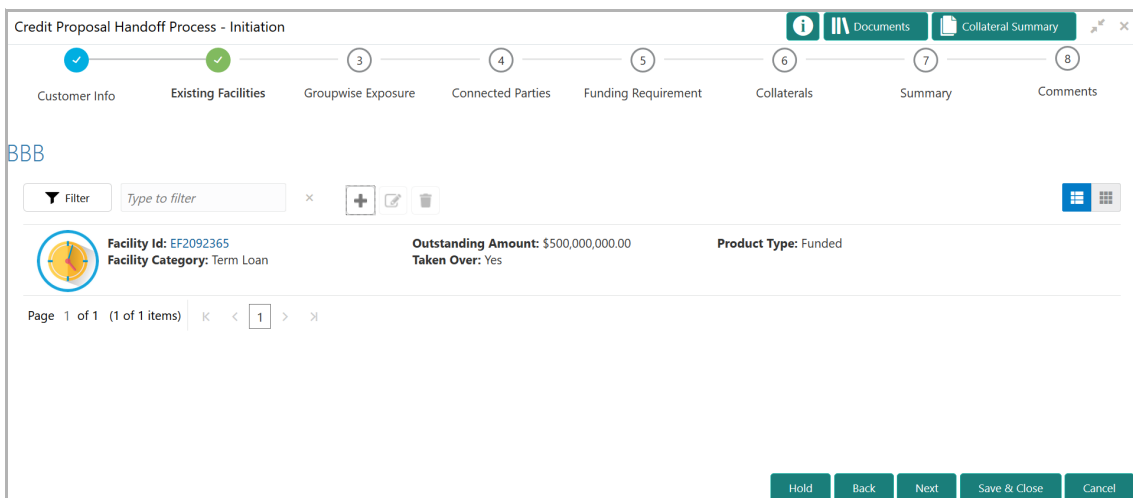 Credit Proposal Handoff Process - Initiation
i Documents Collateral Summary
3 4 5 6 7 8
Customer Info Existing Facilities Groupwise Exposure Connected Parties Funding Requirement Collaterals Summary Comments
BBB
Filter Type to filter
Facility Id: EF2092365 Outstanding Amount: $500,000,000.00 Product Type: Funded
Facility Category: Term Loan Taken Over: Yes
Page 1 of 1 (1 of 1 items) 1
Hold Back Next Save & Close Cancel